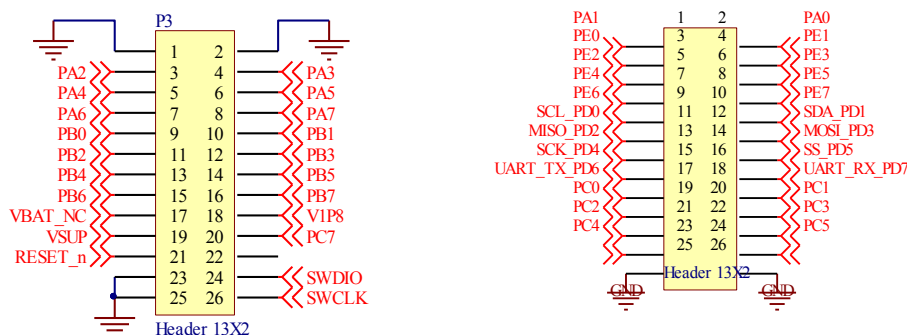 P3
1 2
PA2 3 4 PA3
PA4 5 6 PA5
PA6 7 8 PA7
PB0 9 10 PB1
PB2 11 12 PB3
PB4 13 14 PB5
PB6 15 16 PB7
VBAT_NC 17 18 V1P8
VSUP 19 20 PC7
RESET_n 21 22
23 24 SWDIO
25 26 SWCLK
Header 13X2
PA1 1 2 PA0
PE0 3 4 PE1
PE2 5 6 PE3
PE4 7 8 PE5
PE6 9 10 PE7
SCL_PD0 11 12 SDA_PD1
MISO_PD2 13 14 MOSI_PD3
SCK_PD4 15 16 SS_PD5
UART_TX_PD6 17 18 UART_RX_PD7
PC0 19 20 PC1
PC2 21 22 PC3
PC4 23 24 PC5
25 26
Header 13X2
GND GND